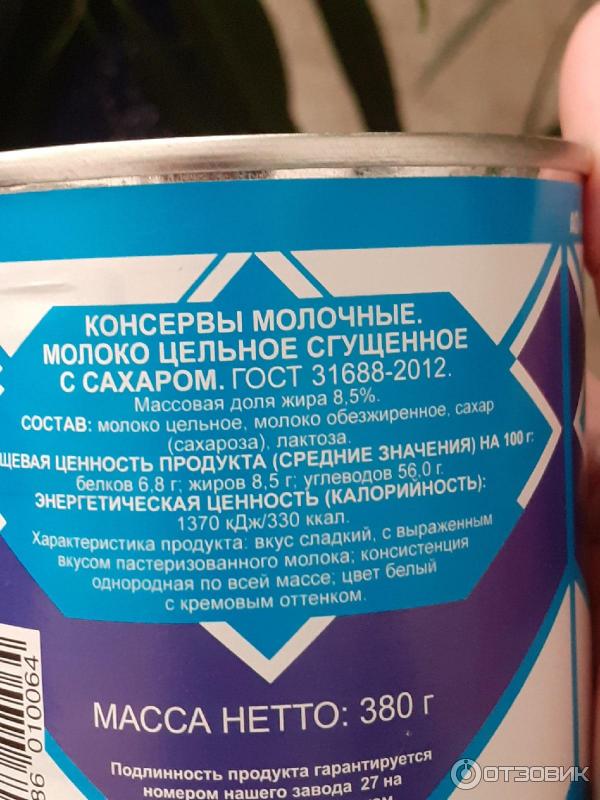 КОНСЕРВЫ МОЛОЧНЫЕ.
МОЛОКО ЦЕЛЬНОЕ СГУЩЕННОЕ
С САХАРОМ. ГОСТ 31688-2012.
Массовая доля жира 8,5%.
СОСТАВ: молоко цельное, молоко обезжиренное, сахар
(сахароза), лактоза.
ЩЕВАЯ ЦЕННОСТЬ ПРОДУКТА (СРЕДНИЕ ЗНАЧЕНИЯ) НА 100 г:
белков 6,8 г; жиров 8,5 г; углеводов 56,0 г.
ЭНЕРГЕТИЧЕСКАЯ ЦЕННОСТЬ (КАЛОРИЙНОСТЬ):
1370 кДж/330 ккал.
Характеристика продукта: вкус сладкий, с выраженным
вкусом пастеризованного молока; консистенция
однородная по всей массе; цвет белый
с кремовым оттенком.
МАССА НЕТТО: 380 г
Подлинность продукта гарантируется
номером нашего завода 27 на
86 010064
ОТЗОВИК